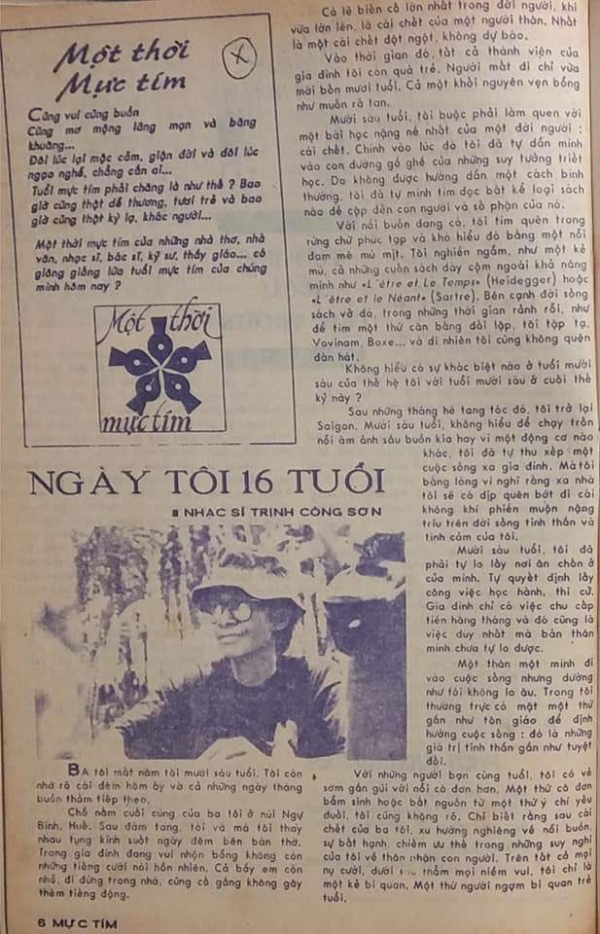 Một thời
Mực tím
Cũng vui cũng buồn
Cũng mơ mộng lãng mạn và bâng
khuâng...
Đôi lúc lại mặc cảm, giận dỗi và đôi lúc
ngạo nghễ, chẳng cần ai...
Tuổi mực tím phải chăng là như thế ? Bao
giờ cũng thật dễ thương, tươi trẻ và bao
giờ cũng thật kỳ lạ, khác người...
Một thời mực tím của những nhà thơ, nhà
văn, nhạc sĩ, bác sĩ, kỹ sư, thầy giáo... có
giống giống lứa tuổi mực tím của chúng
mình hôm nay ?
Một thời
mực tím
NGÀY TÔI 16 TUỔI
NHẠC SĨ TRỊNH CÔNG SƠN
BA tôi mất năm tôi mười sáu tuổi. Tôi còn
nhớ rõ cái đêm hôm ấy và cả những ngày tháng
buồn thảm tiếp theo.
Chỗ nằm cuối cùng của ba tôi ở núi Ngự
Bình, Huế. Sau đám tang, tôi và má tôi thay
nhau tụng kinh suốt ngày đêm bên bàn thờ.
Trong gia đình đang vui nhộn bỗng không còn
những tiếng cười nói hồn nhiên. Cả bầy em còn
nhỏ, đi đứng trong nhà, cũng cố gắng không gây
thêm tiếng động.
Có lẽ biến cố lớn nhất trong đời người, khi
vừa lớn lên, là cái chết của một người thân. Nhất
là một cái chết đột ngột, không dự báo.
Vào thời gian đó, tất cả thành viên của
gia đình tôi còn quá trẻ. Người mất đi chỉ vừa
mới bốn mươi tuổi. Cả một khối nguyên vẹn bỗng
như muốn rã tan.
Mười sáu tuổi, tôi buộc phải làm quen với
một bài học nặng nề nhất của một đời người :
cái chết. Chính vào lúc đó tôi đã tự dấn mình
vào con đường gồ ghề của những suy tưởng triết
học. Do không được hướng dẫn một cách bình
thường, tôi đã tự mình tìm đọc bất kể loại sách
nào đề cập đến con người và số phận của nó.
Với nỗi buồn đang có, tôi tìm quên trong
rừng chữ phức tạp và khó hiểu đó bằng một nỗi
đam mê mù mịt. Tôi nghiền ngẫm, như một kẻ
mù, cả những cuốn sách dày cộm ngoài khả năng
mình như «L'être et Le Temps» (Heidegger) hoặc
«L'être et le Néant» (Sartre). Bên cạnh đời sống
sách vở đó, trong những thời gian rảnh rỗi, như
để tìm một thứ cân bằng đối lập, tôi tập tạ,
Vovinam, Boxe... và dĩ nhiên tôi cũng không quên
đàn hát.
Không hiểu có sự khác biệt nào ở tuổi mười
sáu của thế hệ tôi với tuổi mười sáu ở cuối thế
kỷ này ?
Sau những tháng hè tang tóc đó, tôi trở lại
Saigon. Mười sáu tuổi, không hiểu để chạy trốn
nỗi ám ảnh sầu buồn kia hay vì một động cơ nào
khác, tôi đã tự thu xếp một
cuộc sống xa gia đình. Má tôi
bằng lòng vì nghĩ rằng xa nhà
tôi sẽ có dịp quên bớt đi cái
không khí phiền muộn nặng
trĩu trên đời sống tinh thần và
tình cảm của tôi.
Mười sáu tuổi, tôi đã
phải tự lo lấy nơi ăn chốn ở
của mình. Tự quyết định lấy
công việc học hành, thi cử.
Gia đình chỉ có việc chu cấp
tiền hàng tháng và đó cũng là
việc duy nhất mà bản thân
mình chưa tự lo được.
Một thân một mình đi
vào cuộc sống nhưng dường
như tôi không lo âu. Trong tôi
thường trực có mặt một thứ
gần như tôn giáo để định
hướng cuộc sống : đó là những
giá trị tinh thần gần như tuyệt
đối.
Với những người bạn cùng tuổi, tôi có vẻ
sớm gần gũi với nỗi cô đơn hơn. Một thứ cô đơn
bẩm sinh hoặc bắt nguồn từ một thứ ý chí yếu
đuối, tôi cũng không rõ. Chỉ biết rằng sau cái
chết của ba tôi, xu hướng nghiêng về nỗi buồn,
sự bất hạnh, chiếm ưu thế trong những suy nghĩ
của tôi về thân phận con người. Trên tất cả mọi
nụ cười, dưới thẳm mọi niềm vui, tôi chỉ là
một kẻ bi quan. Một thứ người ngợm bi quan trẻ
tuổi.
6 MỰC TÍM